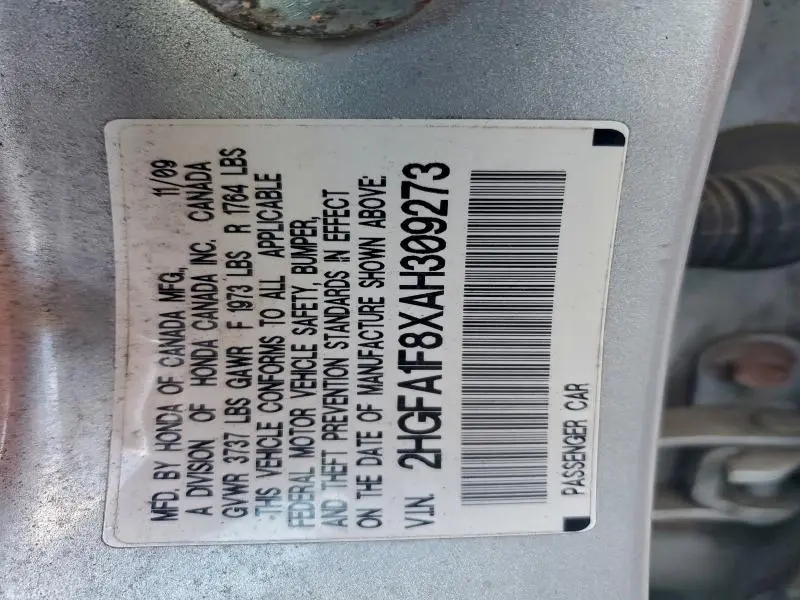 MFD. BY HONDA OF CANADA MFG., 11/09
A DIVISION OF HONDA CANADA INC. CANADA
GVWR 3737 LBS GAWR F 1973 LBS R 1764 LBS
THIS VEHICLE CONFORMS TO ALL APPLICABLE
FEDERAL MOTOR VEHICLE SAFETY, BUMPER,
AND THEFT PREVENTION STANDARDS IN EFFECT
ON THE DATE OF MANUFACTURE SHOWN ABOVE.
V.I.N. 2HGFA1F8XAH309273
PASSENGER CAR